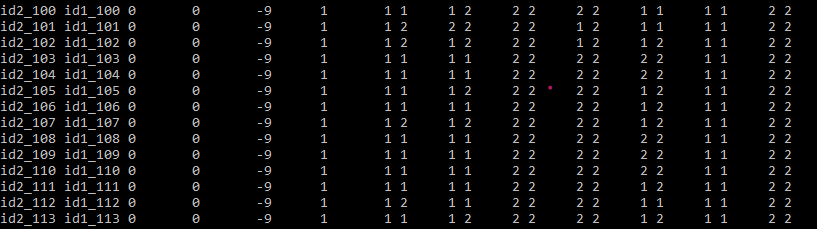 id2_100 id1_100 0 0 -9 1 1 1 1 2 2 2 2 2 1 1 1 1 2 2
id2_101 id1_101 0 0 -9 1 1 2 2 2 2 2 1 2 1 1 1 1 2 2
id2_102 id1_102 0 0 -9 1 1 2 1 2 2 2 1 2 1 2 1 1 2 2
id2_103 id1_103 0 0 -9 1 1 1 1 1 2 2 2 2 2 2 1 1 2 2
id2_104 id1_104 0 0 -9 1 1 1 1 1 2 2 2 2 2 2 1 1 2 2
id2_105 id1_105 0 0 -9 1 1 1 1 2 2 2 2 2 1 2 1 1 2 2
id2_106 id1_106 0 0 -9 1 1 1 1 1 2 2 2 2 1 2 1 1 2 2
id2_107 id1_107 0 0 -9 1 1 2 1 2 2 2 2 2 1 2 1 1 2 2
id2_108 id1_108 0 0 -9 1 1 1 1 1 2 2 2 2 2 2 1 1 2 2
id2_109 id1_109 0 0 -9 1 1 1 1 1 2 2 2 2 2 2 1 1 2 2
id2_110 id1_110 0 0 -9 1 1 1 1 1 2 2 2 2 2 2 1 1 2 2
id2_111 id1_111 0 0 -9 1 1 1 1 1 2 2 2 2 1 2 1 1 2 2
id2_112 id1_112 0 0 -9 1 1 2 1 1 2 2 2 2 1 2 1 1 2 2
id2_113 id1_113 0 0 -9 1 1 1 1 2 2 2 2 2 1 2 1 1 2 2